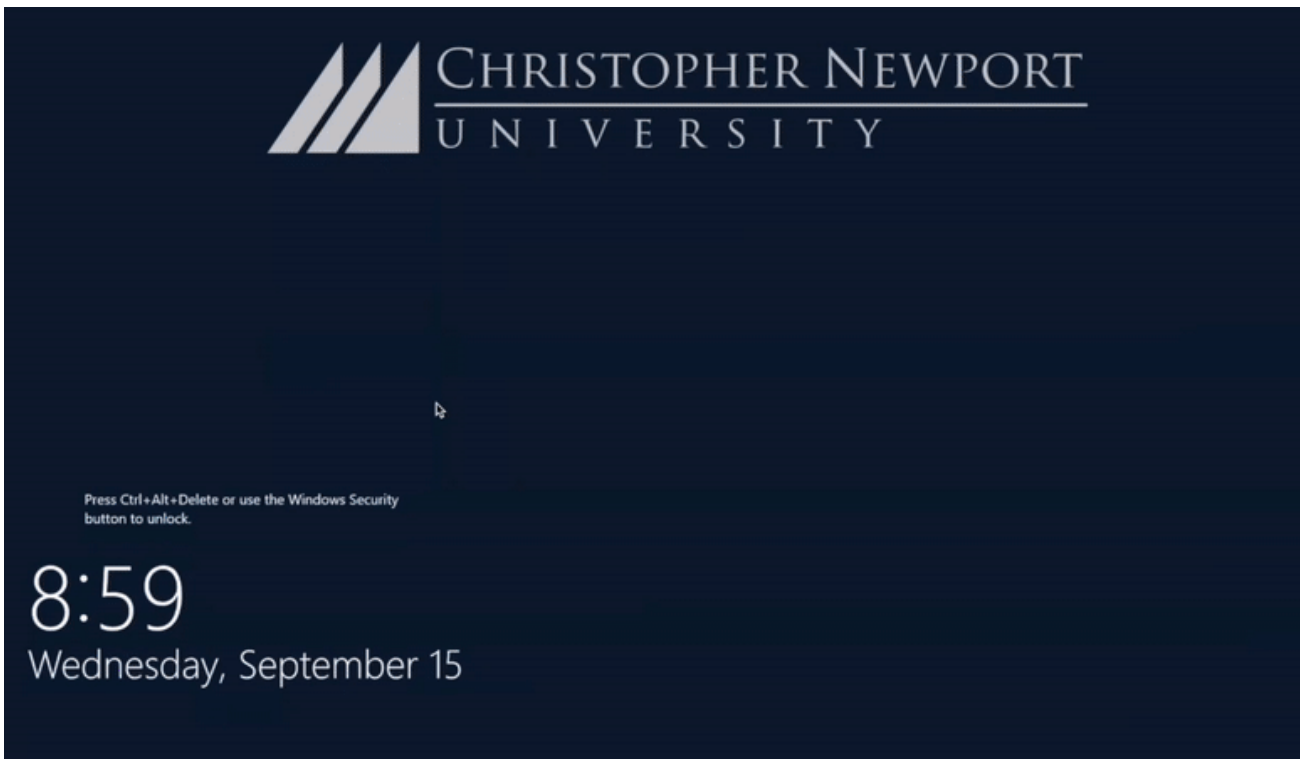 CHRISTOPHER NEWPORT
UNIVERSITY
Press Ctrl+Alt+Delete or use the Windows Security
button to unlock.
8:59
Wednesday, September 15